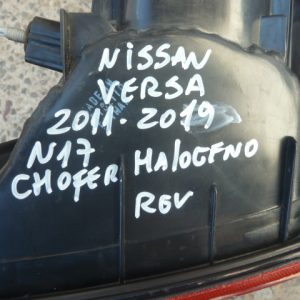 NISSAN
VERSA
2011-2019
N17 HALOGENO
CHOFER
REV